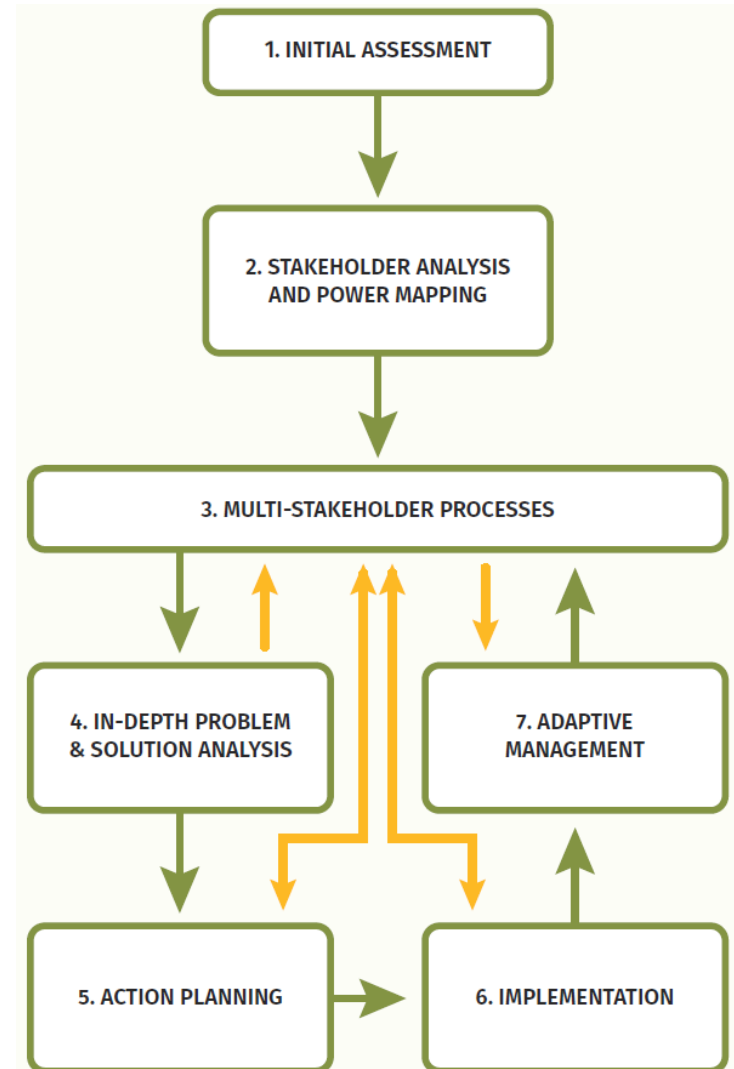 1. INITIAL ASSESSMENT
2. STAKEHOLDER ANALYSIS
AND POWER MAPPING
3. MULTI-STAKEHOLDER PROCESSES
4. IN-DEPTH PROBLEM
& SOLUTION ANALYSIS
7. ADAPTIVE
MANAGEMENT
5. ACTION PLANNING
6. IMPLEMENTATION